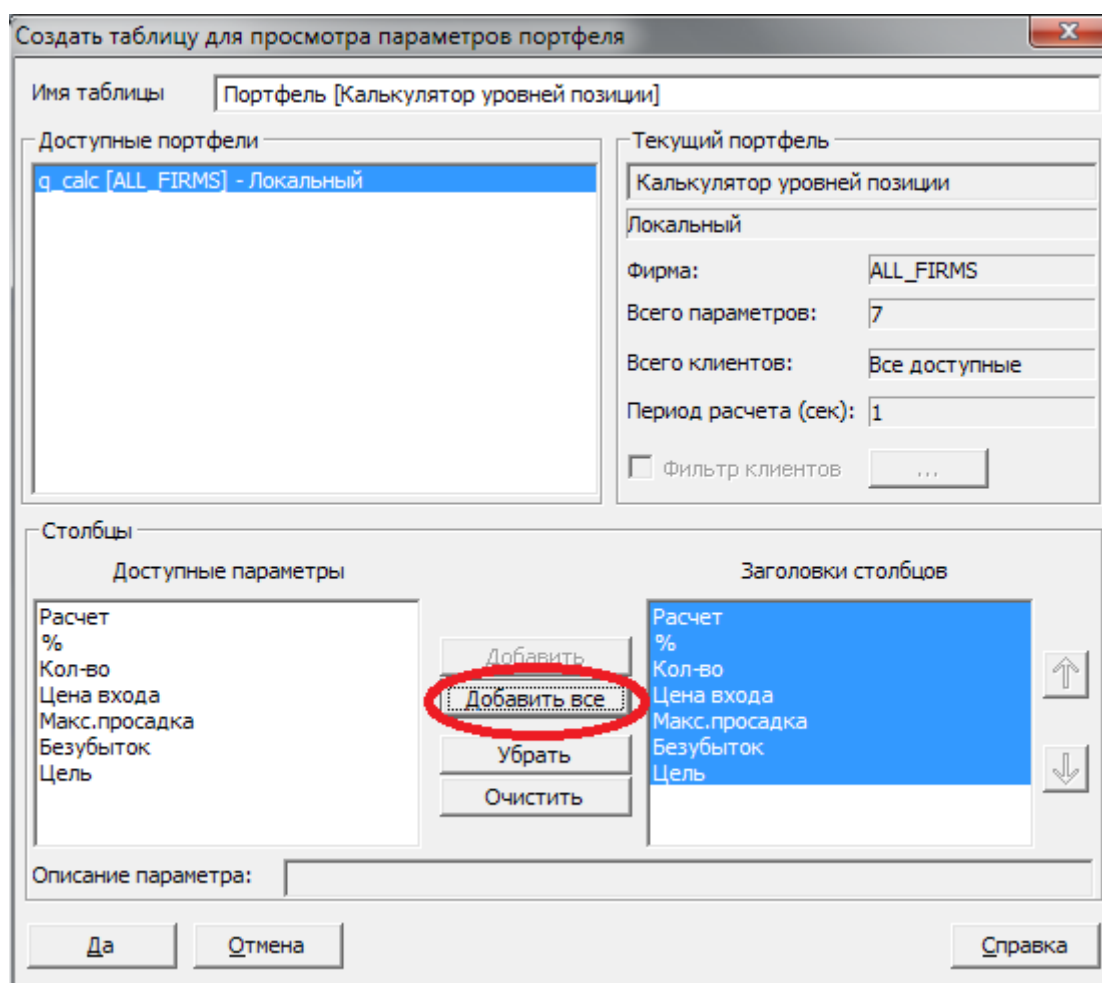 Создать таблицу для просмотра параметров портфеля
x
Имя таблицы Портфель [Калькулятор уровней позиции]
Доступные портфели
q_calc [ALL_FIRMS] - Локальный
Текущий портфель
Калькулятор уровней позиции
Локальный
Фирма: ALL_FIRMS
Всего параметров: 7
Всего клиентов: Все доступные
Период расчета (сек): 1
Фильтр клиентов ...
Столбцы
Доступные параметры
Расчет
%
Кол-во
Цена входа
Макс.просадка
Безубыток
Цель
Добавить
Добавить все
Убрать
Очистить
Заголовки столбцов
Расчет
%
Кол-во
Цена входа
Макс.просадка
Безубыток
Цель
Описание параметра:
Да Отмена Справка